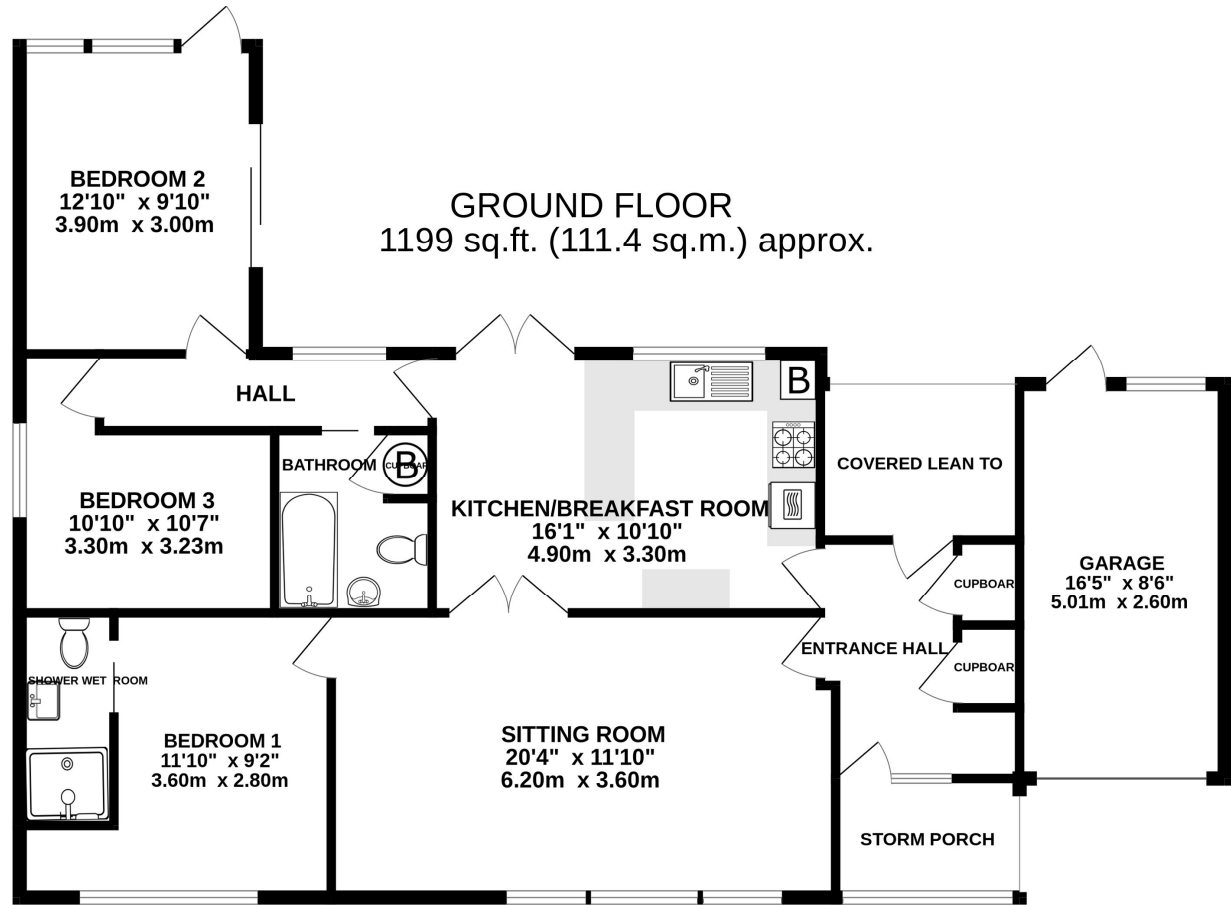 GROUND FLOOR
1199 sq.ft. (111.4 sq.m.) approx.
BEDROOM 2
12'10" x 9'10"
3.90m x 3.00m
HALL
BEDROOM 3
10'10" x 10'7"
3.30m x 3.23m
BATHROOM
CUPBOAR
B
KITCHEN/BREAKFAST ROOM
16'1" x 10'10"
4.90m x 3.30m
B
COVERED LEAN TO
CUPBOAR
CUPBOAR
ENTRANCE HALL
GARAGE
16'5" x 8'6"
5.01m x 2.60m
SHOWER WET ROOM
BEDROOM 1
11'10" x 9'2"
3.60m x 2.80m
SITTING ROOM
20'4" x 11'10"
6.20m x 3.60m
STORM PORCH